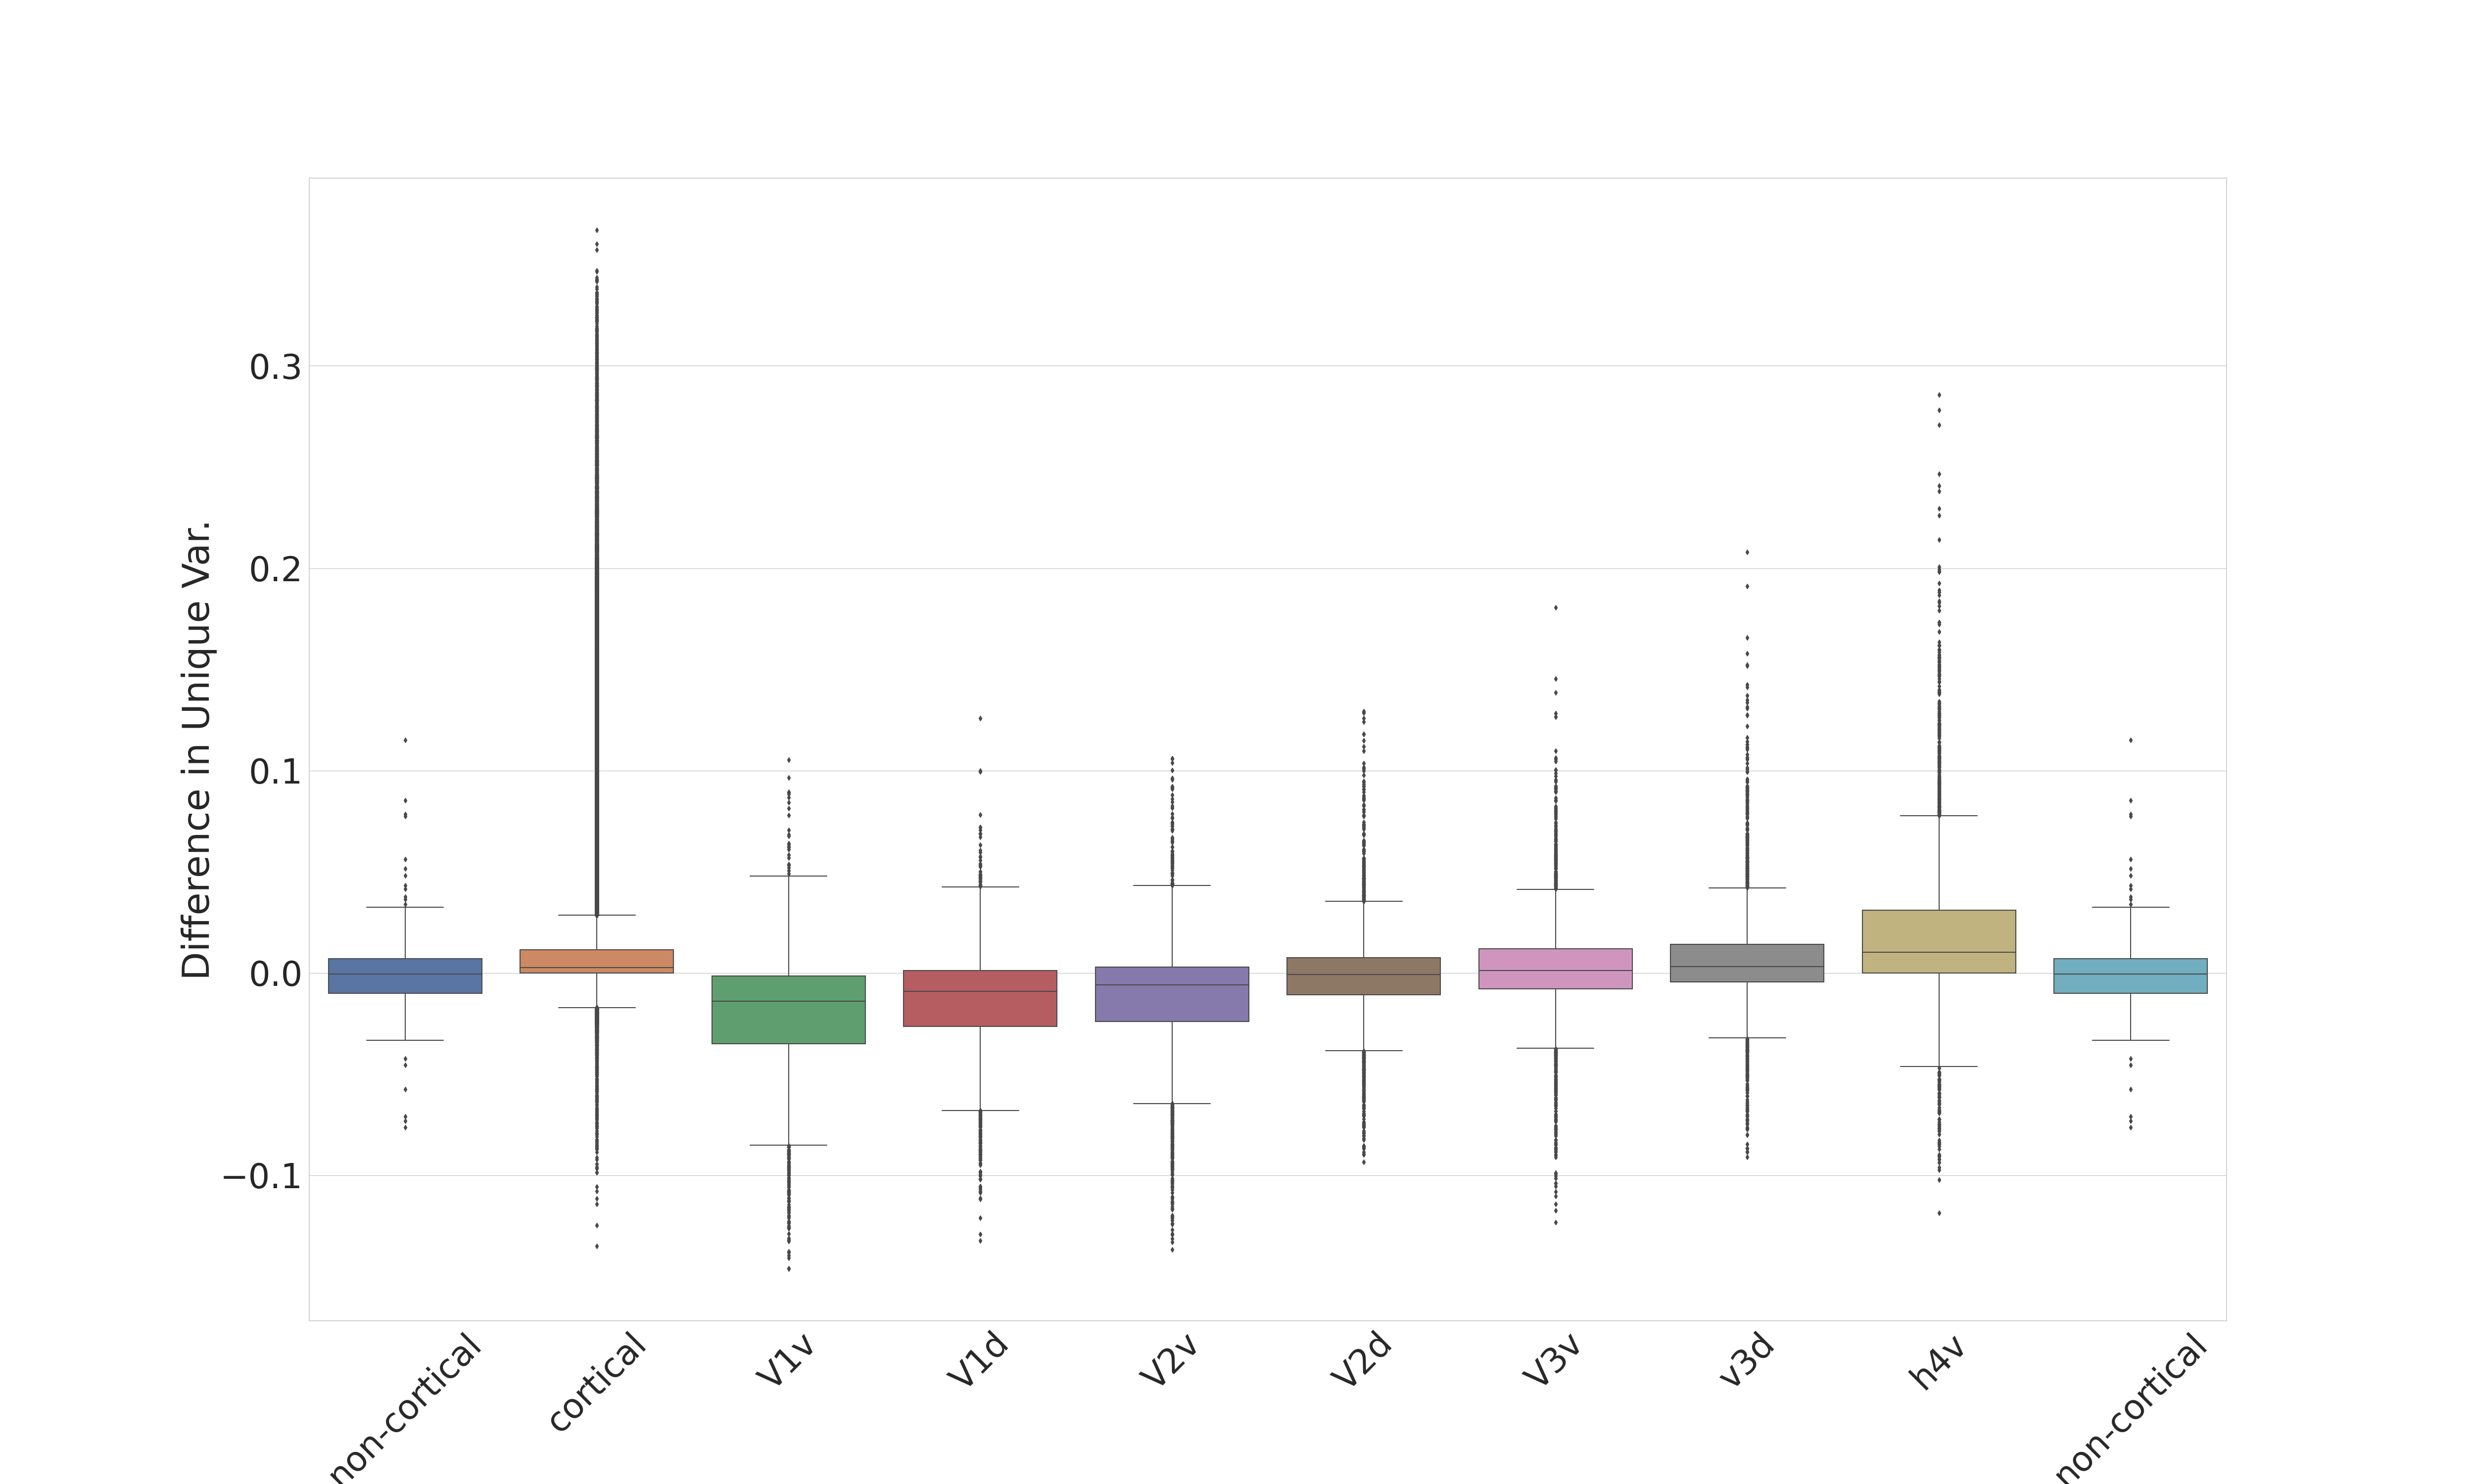 Difference in Unique Var.
0.3
0.2
0.1
0.0
−0.1
non-cortical
cortical
V1v
V1d
V2v
V2d
V3v
v3d
h4v
non-cortical